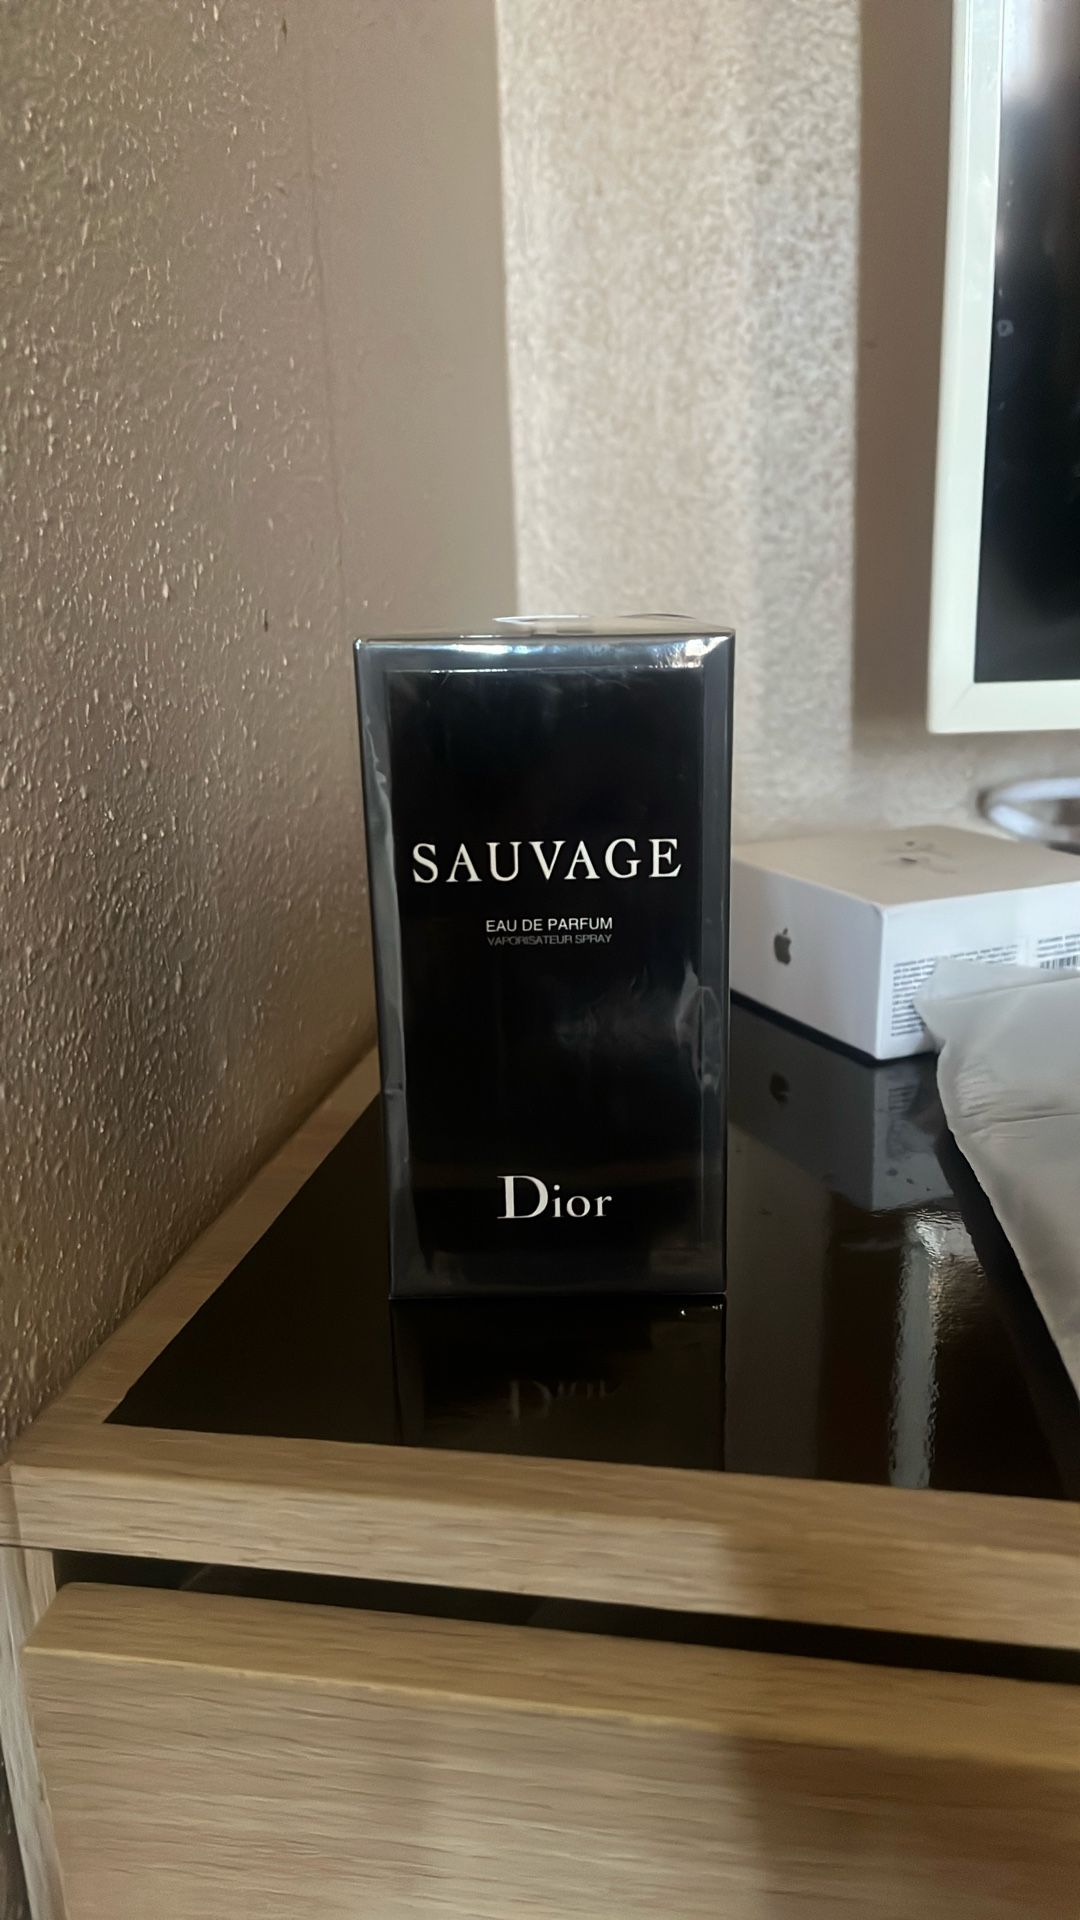 SAUVAGE
EAU DE PARFUM
VAPORISATEUR SPRAY
Dior